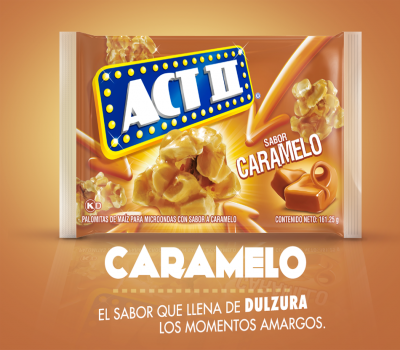 ACT II
SABOR
CARAMELO
PALOMITAS DE MAÍZ PARA MICROONDAS CON SABOR A CARAMELO
CONTENIDO NETO: 161.25g
CARAMELO
EL SABOR QUE LLENA DE DULZURA
LOS MOMENTOS AMARGOS.